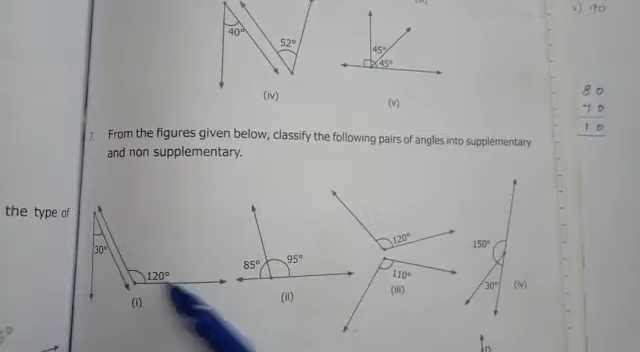 (iii)
v) 90
40°
52°
45°
45°
(iv)
(v)
80
70
10
7. From the figures given below, classify the following pairs of angles into supplementary
and non supplementary.
the type of
30°
120°
(i)
85°
95°
(ii)
120°
110°
(iii)
150°
30°
(iv)